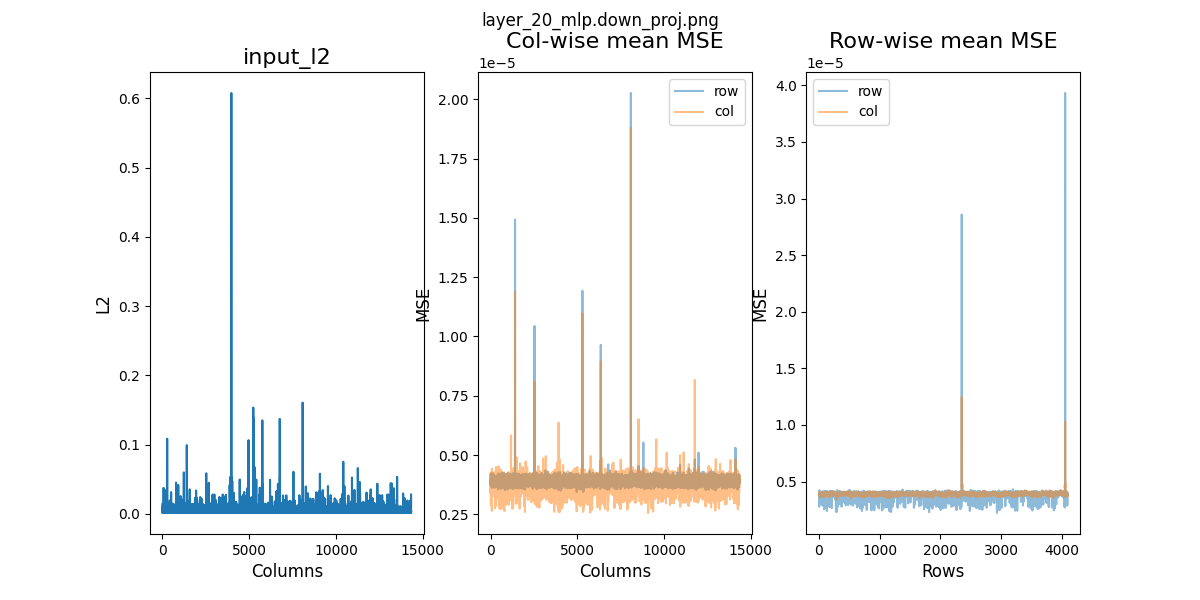 layer_20_mlp.down_proj.png
input_l2
L2
0.6
0.5
0.4
0.3
0.2
0.1
0.0
0
5000
10000
15000
Columns
Col-wise mean MSE
1e−5
MSE
2.00
1.75
1.50
1.25
1.00
0.75
0.50
0.25
row
col
0
5000
10000
15000
Columns
Row-wise mean MSE
1e−5
MSE
4.0
3.5
3.0
2.5
2.0
1.5
1.0
0.5
row
col
0
1000
2000
3000
4000
Rows